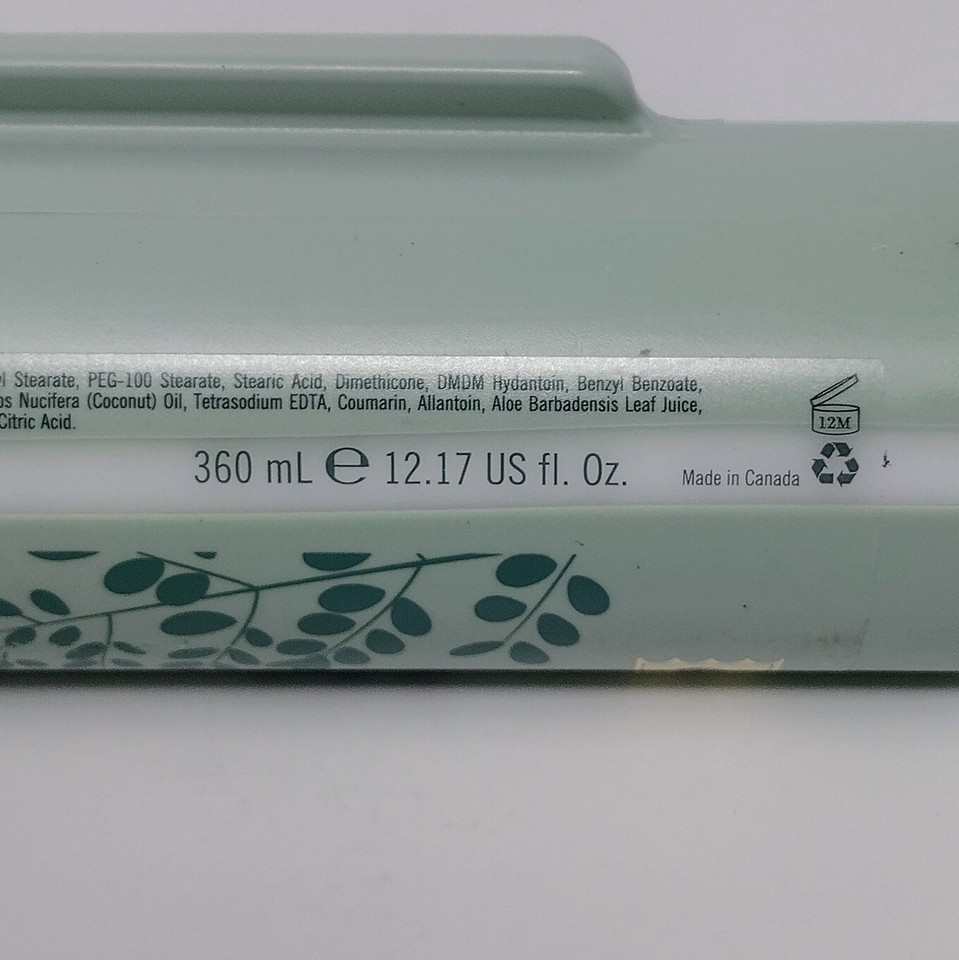 Stearate, PEG-100 Stearate, Stearic Acid, Dimethicone, DMDM Hydantoin, Benzyl Benzoate,
Nucifera (Coconut) Oil, Tetrasodium EDTA, Coumarin, Allantoin, Aloe Barbadensis Leaf Juice,
Citric Acid.
12M
360 mL ℮ 12.17 US fl. Oz.
Made in Canada